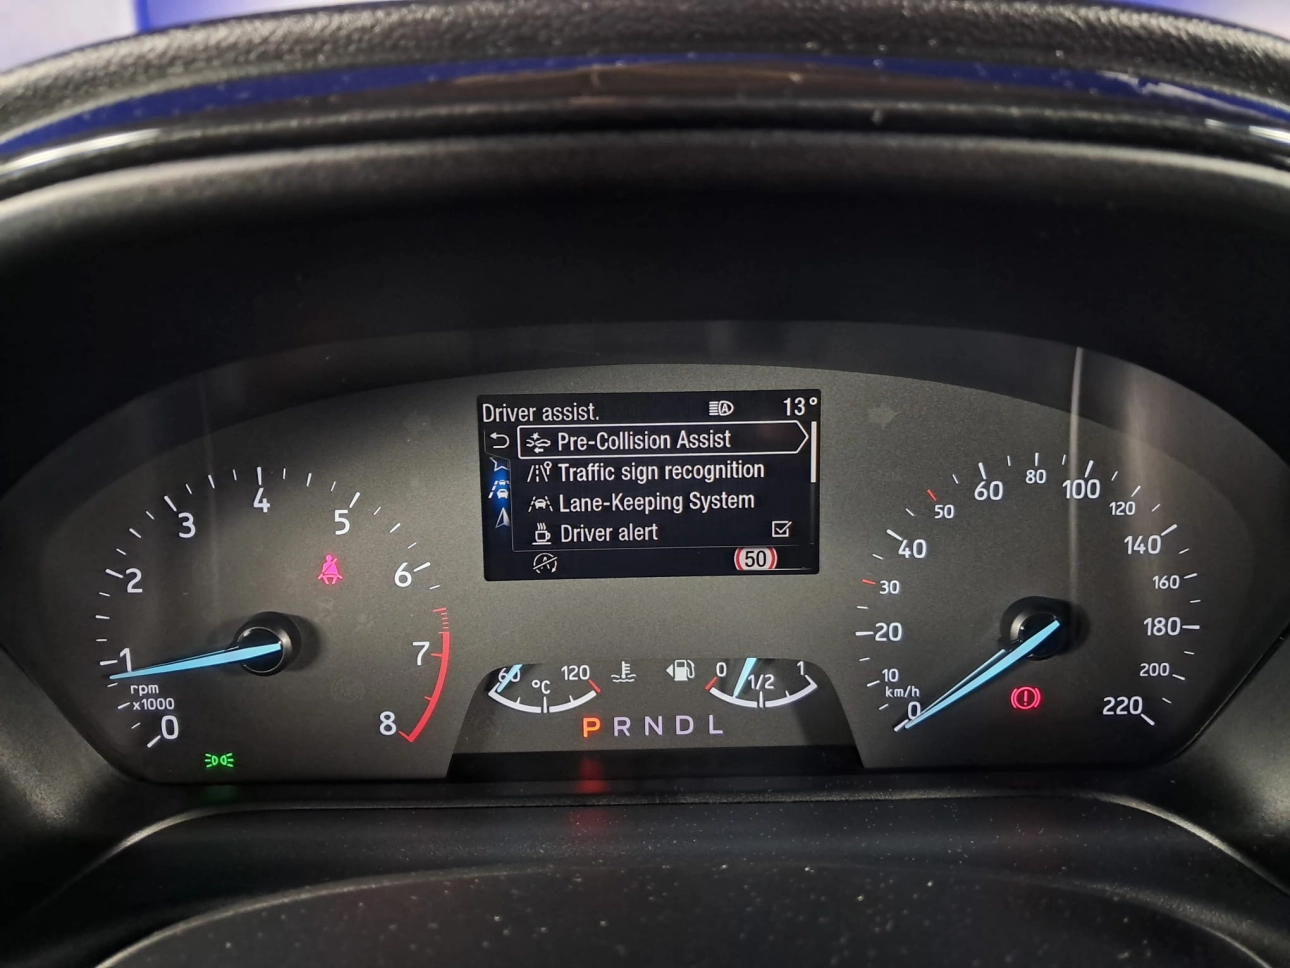 Driver assist. A 13°
Pre-Collision Assist
Traffic sign recognition
Lane-Keeping System
Driver alert
50
0 1 2 3 4 5 6 7 8
rpm
x1000
60 120
°C
0 1/2 1
P R N D L
0 10 20 30 40 50 60 80 100 120 140 160 180 200 220
km/h